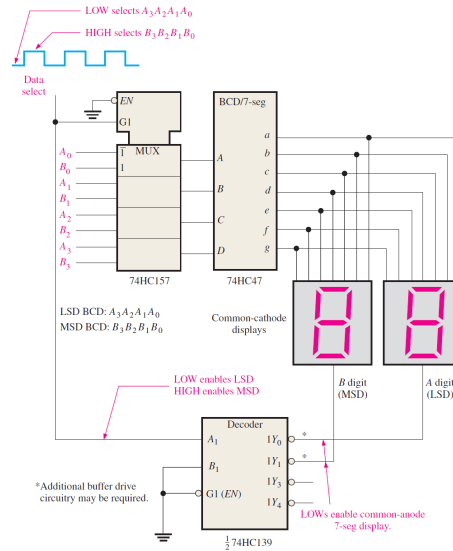 LOW selects A3A2A1A0
HIGH selects B3B2B1B0
Data
select
EN
G1
MUX
1
1
A0
B0
A1
B1
A2
B2
A3
B3
74HC157
BCD/7-seg
A
B
C
D
a
b
c
d
e
f
g
74HC47
LSD BCD: A3A2A1A0
MSD BCD: B3B2B1B0
Common-cathode
displays
B digit
(MSD)
A digit
(LSD)
LOW enables LSD
HIGH enables MSD
Decoder
A1
B1
G1 (EN)
1Y0
1Y1
1Y3
1Y4
*
*
*Additional buffer drive
circuitry may be required.
LOWs enable common-anode
7-seg display.
1/2 74HC139